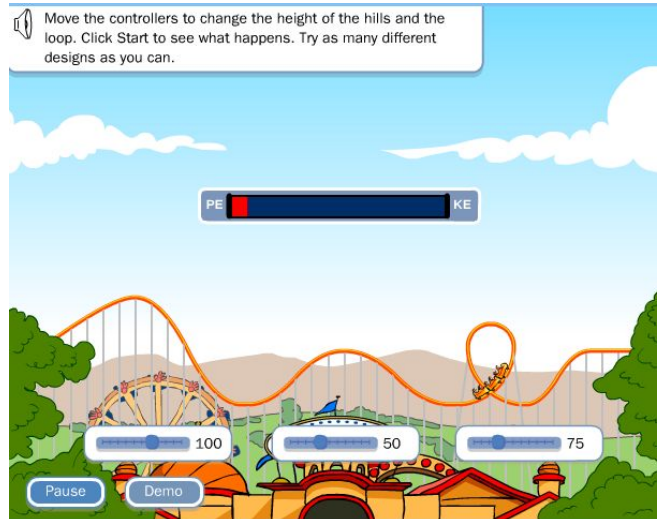 Move the controllers to change the height of the hills and the
loop. Click Start to see what happens. Try as many different
designs as you can.
PE KE
100 50 75
Pause Demo